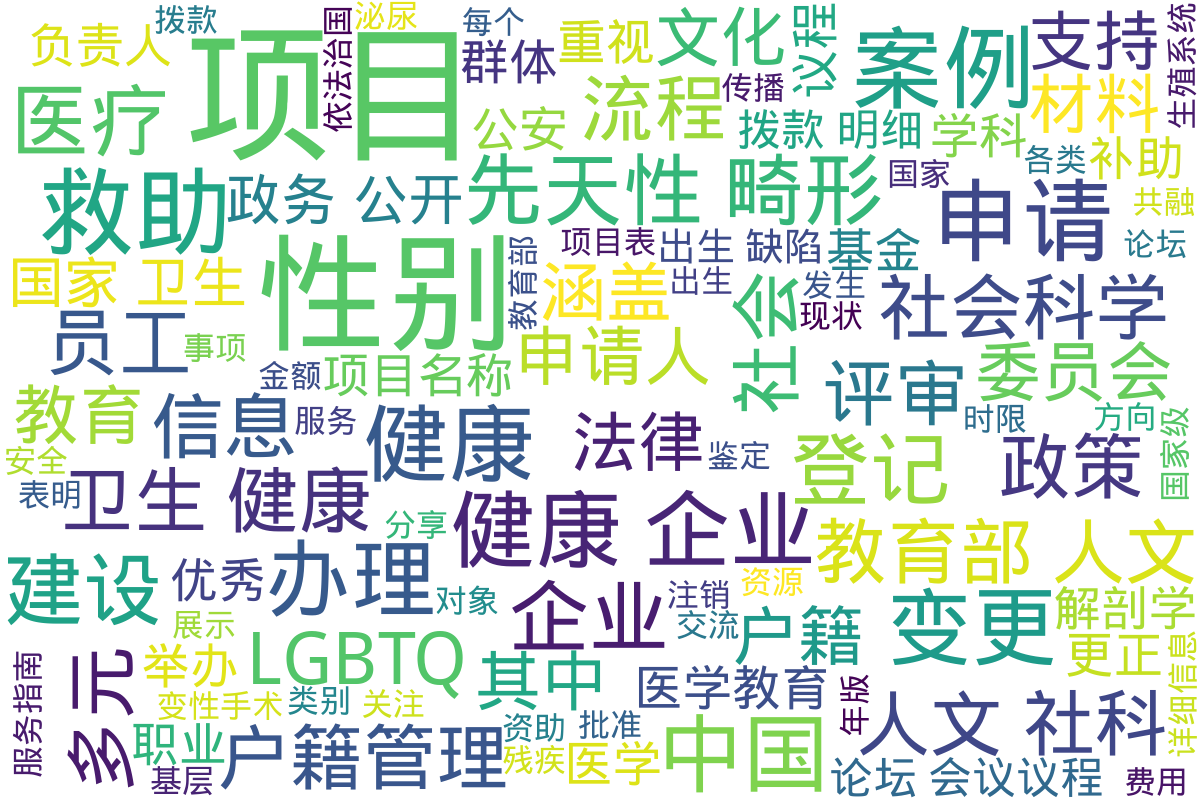 拨款
泌尿
每个
负责人
项目
依法治国
群体
重视
文化
议程
案例
支持
生殖系统
医疗
流程
传播
材料
公安
拨款 明细
学科
各类
补助
救助
政务 公开
先天性 畸形
国家
申请
共融
论坛
国家 卫生
性别
教育部
项目表
出生 缺陷
基金
涵盖
出生
社会
发生
现状
社会科学
员工
事项
金额
项目名称
申请人
评审
委员会
教育
信息
服务
健康
法律
鉴定
时限
方向
国家级
安全
表明
卫生 健康
分享
健康 企业
登记
政策
教育部 人文
建设
优秀
办理
对象
企业
注销
资源
交流
户籍
变更
解剖学
展示
LGBTQ
其中
更正
详细信息
服务指南
多元
举办
变性手术
类别
关注
医学教育
年版
人文 社科
职业
户籍管理
资助
批准
残疾
医学
中国
基层
论坛 会议议程
费用